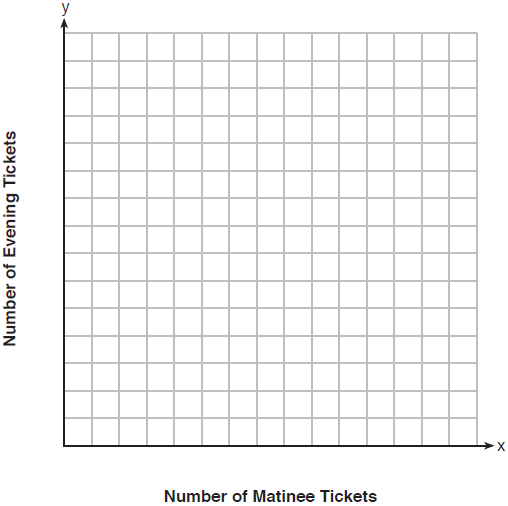 y
Number of Evening Tickets
x
Number of Matinee Tickets